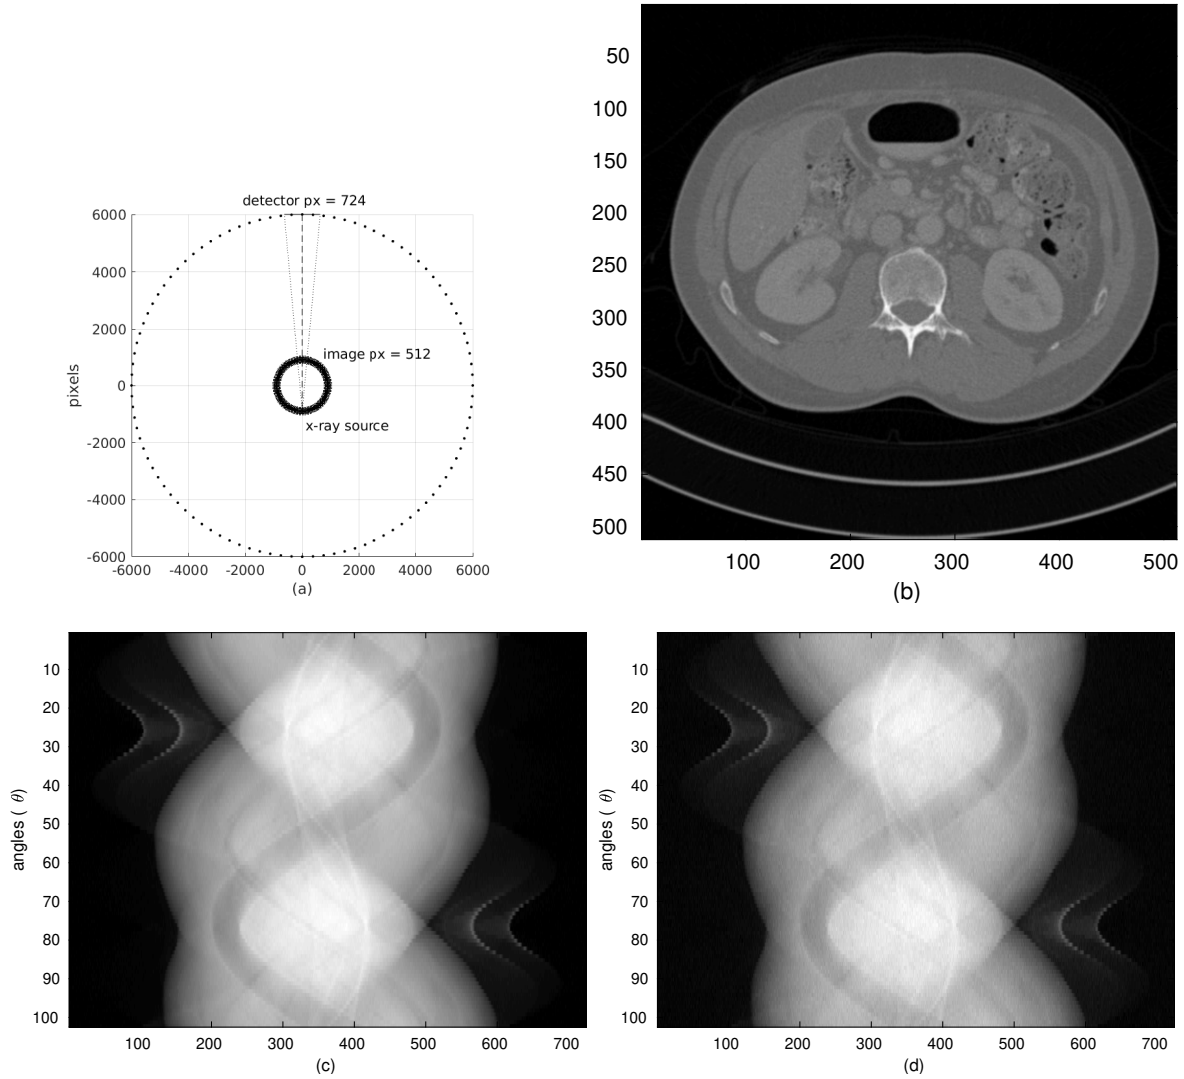 detector px = 724
6000
4000
image px = 512
2000
0
x-ray source
-2000
-4000
-6000
pixels
-6000 -4000 -2000 0 2000 4000 6000
(a)
50
100
150
200
250
300
350
400
450
500
100 200 300 400 500
(b)
10
20
30
40
50
60
70
80
90
100
angles ( θ)
100 200 300 400 500 600 700
(c)
10
20
30
40
50
60
70
80
90
100
angles ( θ)
100 200 300 400 500 600 700
(d)